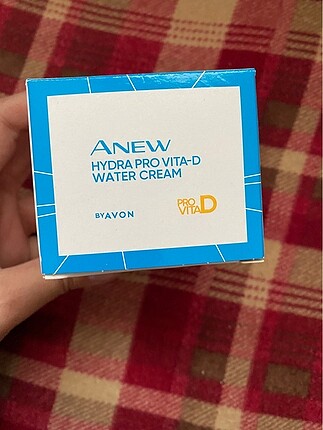 ANEW
HYDRA PRO VITA-D
WATER CREAM
BY AVON
PRO
VITA D